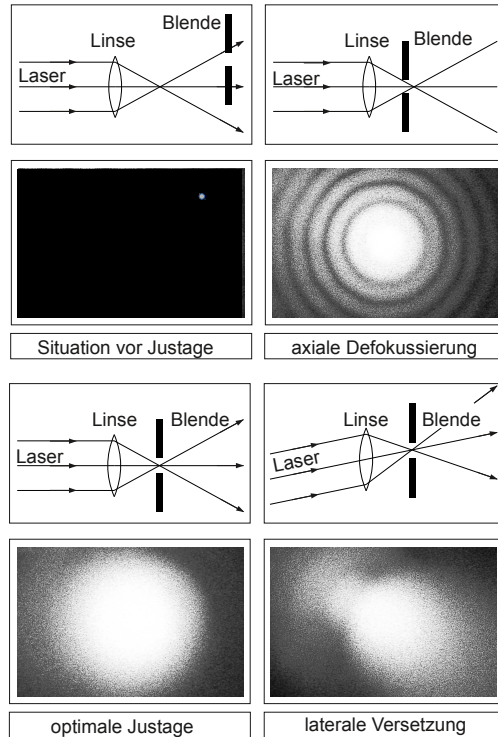 Blende
Linse
Laser
Blende
Linse
Laser
Situation vor Justage
axiale Defokussierung
Linse Blende
Laser
Linse
Blende
Laser
optimale Justage
laterale Versetzung